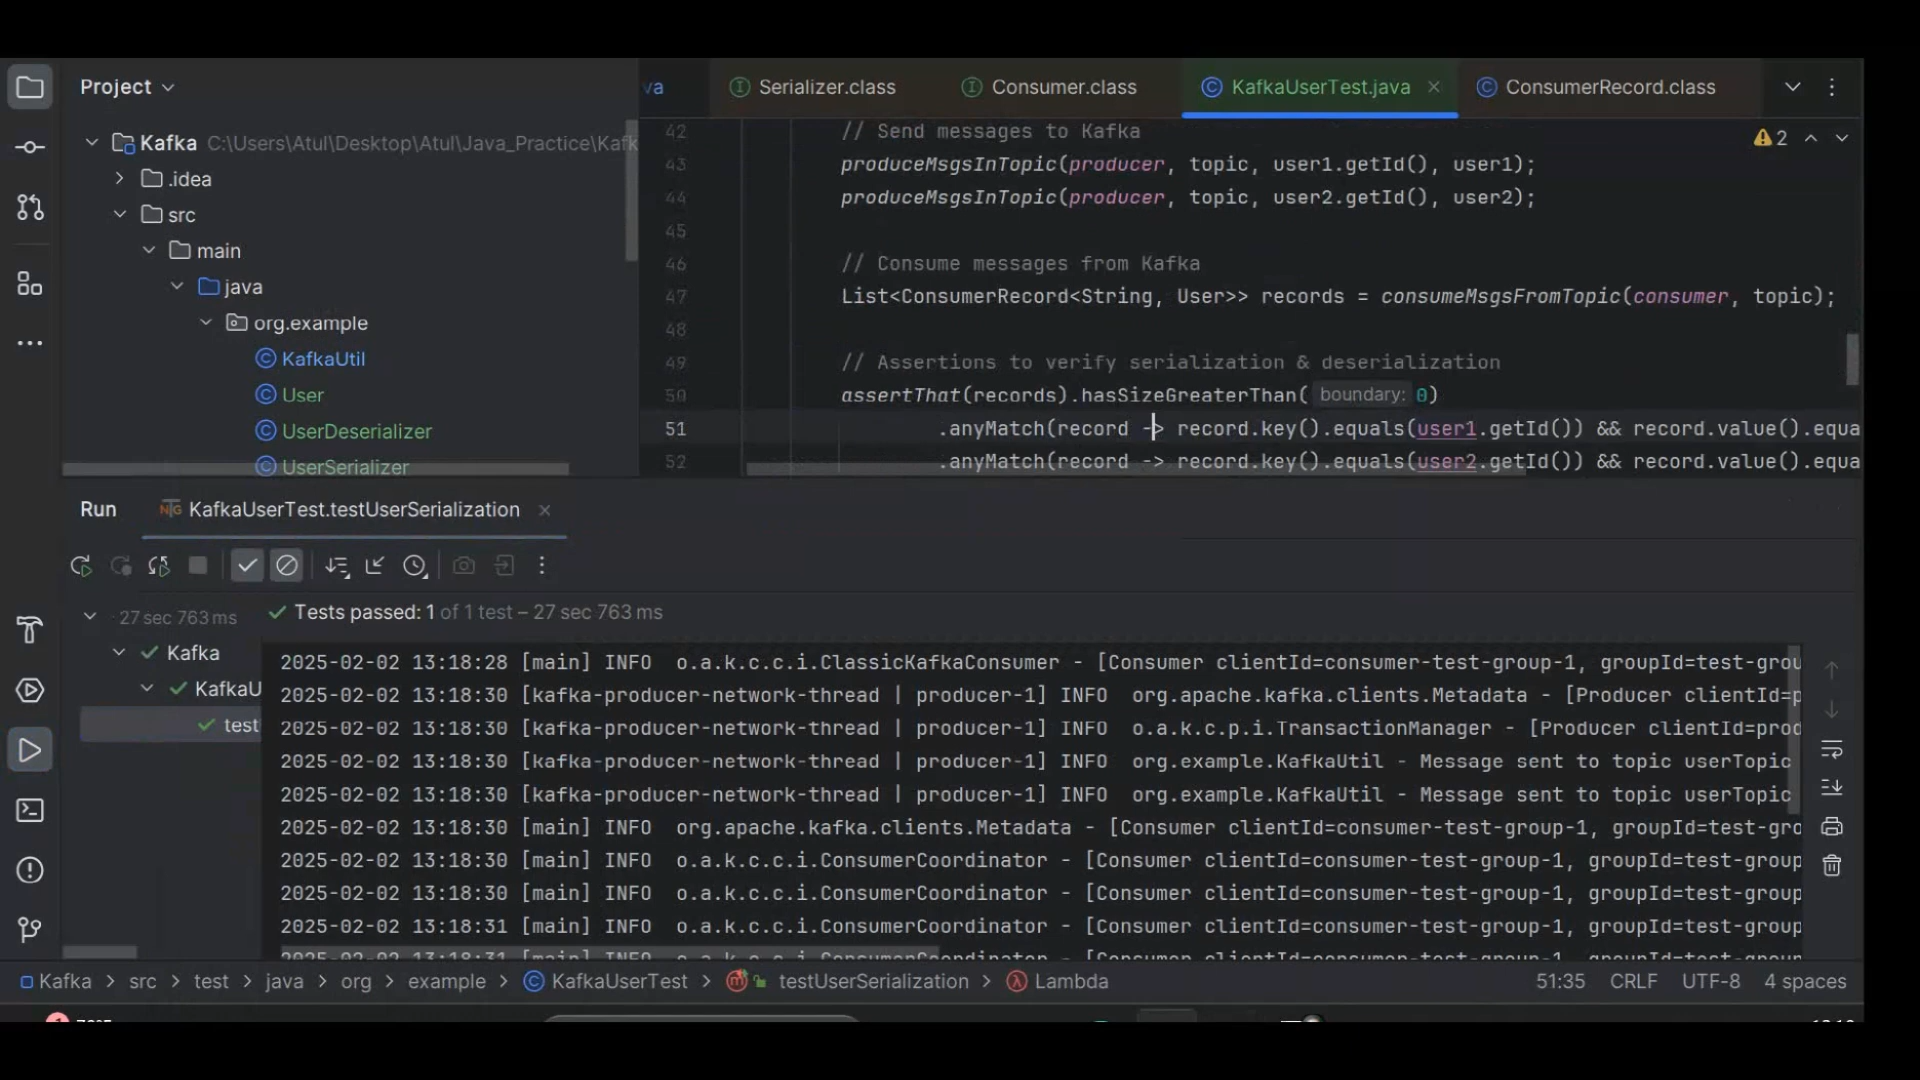 Project
va
Serializer.class
Consumer.class
KafkaUserTest.java
ConsumerRecord.class
Kafka C:\Users\Atul\Desktop\Atul\Java_Practice\Kafk
.idea
src
main
java
org.example
KafkaUtil
User
UserDeserializer
UserSerializer
2
42 // Send messages to Kafka
43 produceMsgsInTopic(producer, topic, user1.getId(), user1);
44 produceMsgsInTopic(producer, topic, user2.getId(), user2);
45
46 // Consume messages from Kafka
47 List<ConsumerRecord<String, User>> records = consumeMsgsFromTopic(consumer, topic);
48
49 // Assertions to verify serialization & deserialization
50 assertThat(records).hasSizeGreaterThan( boundary: 0)
51 .anyMatch(record -> record.key().equals(user1.getId()) && record.value().equa
52 .anyMatch(record -> record.key().equals(user2.getId()) && record.value().equa
Run
KafkaUserTest.testUserSerialization
27 sec 763 ms
Tests passed: 1 of 1 test – 27 sec 763 ms
Kafka
KafkaU
test
2025-02-02 13:18:28 [main] INFO o.a.k.c.c.i.ClassicKafkaConsumer - [Consumer clientId=consumer-test-group-1, groupId=test-grou
2025-02-02 13:18:30 [kafka-producer-network-thread | producer-1] INFO org.apache.kafka.clients.Metadata - [Producer clientId=p
2025-02-02 13:18:30 [kafka-producer-network-thread | producer-1] INFO o.a.k.c.p.i.TransactionManager - [Producer clientId=prod
2025-02-02 13:18:30 [kafka-producer-network-thread | producer-1] INFO org.example.KafkaUtil - Message sent to topic userTopic
2025-02-02 13:18:30 [kafka-producer-network-thread | producer-1] INFO org.example.KafkaUtil - Message sent to topic userTopic
2025-02-02 13:18:30 [main] INFO org.apache.kafka.clients.Metadata - [Consumer clientId=consumer-test-group-1, groupId=test-gro
2025-02-02 13:18:30 [main] INFO o.a.k.c.c.i.ConsumerCoordinator - [Consumer clientId=consumer-test-group-1, groupId=test-group
2025-02-02 13:18:30 [main] INFO o.a.k.c.c.i.ConsumerCoordinator - [Consumer clientId=consumer-test-group-1, groupId=test-group
2025-02-02 13:18:31 [main] INFO o.a.k.c.c.i.ConsumerCoordinator - [Consumer clientId=consumer-test-group-1, groupId=test-group
Kafka > src > test > java > org > example > KafkaUserTest > testUserSerialization > Lambda
51:35 CRLF UTF-8 4 spaces